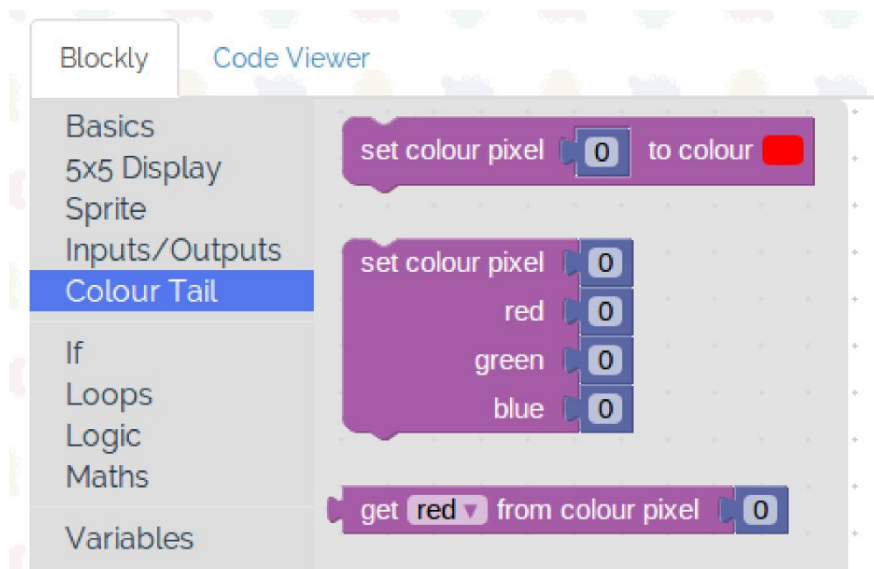 Blockly Code Viewer
Basics
5x5 Display
Sprite
Inputs/Outputs
Colour Tail
If
Loops
Logic
Maths
Variables
set colour pixel 0 to colour
set colour pixel 0
red 0
green 0
blue 0
get red from colour pixel 0